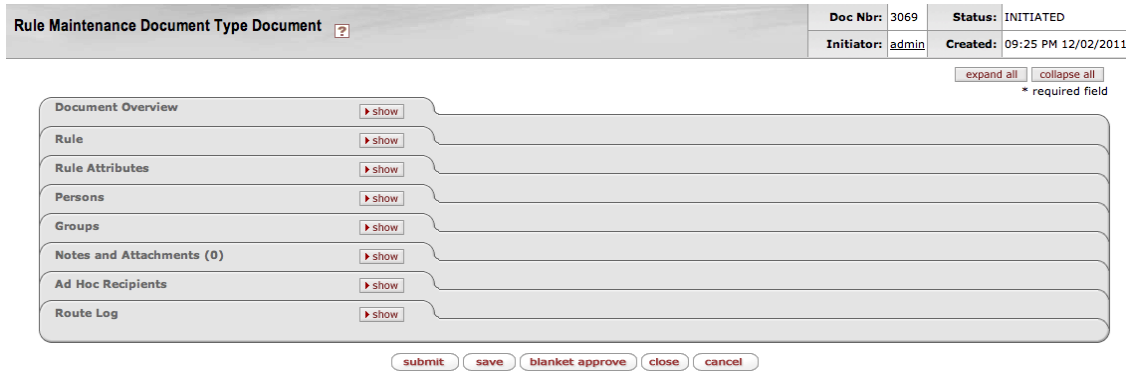 Rule Maintenance Document Type Document ?
Doc Nbr: 3069 Status: INITIATED
Initiator: admin Created: 09:25 PM 12/02/2011
expand all collapse all
* required field
Document Overview show
Rule show
Rule Attributes show
Persons show
Groups show
Notes and Attachments (0) show
Ad Hoc Recipients show
Route Log show
submit save blanket approve close cancel